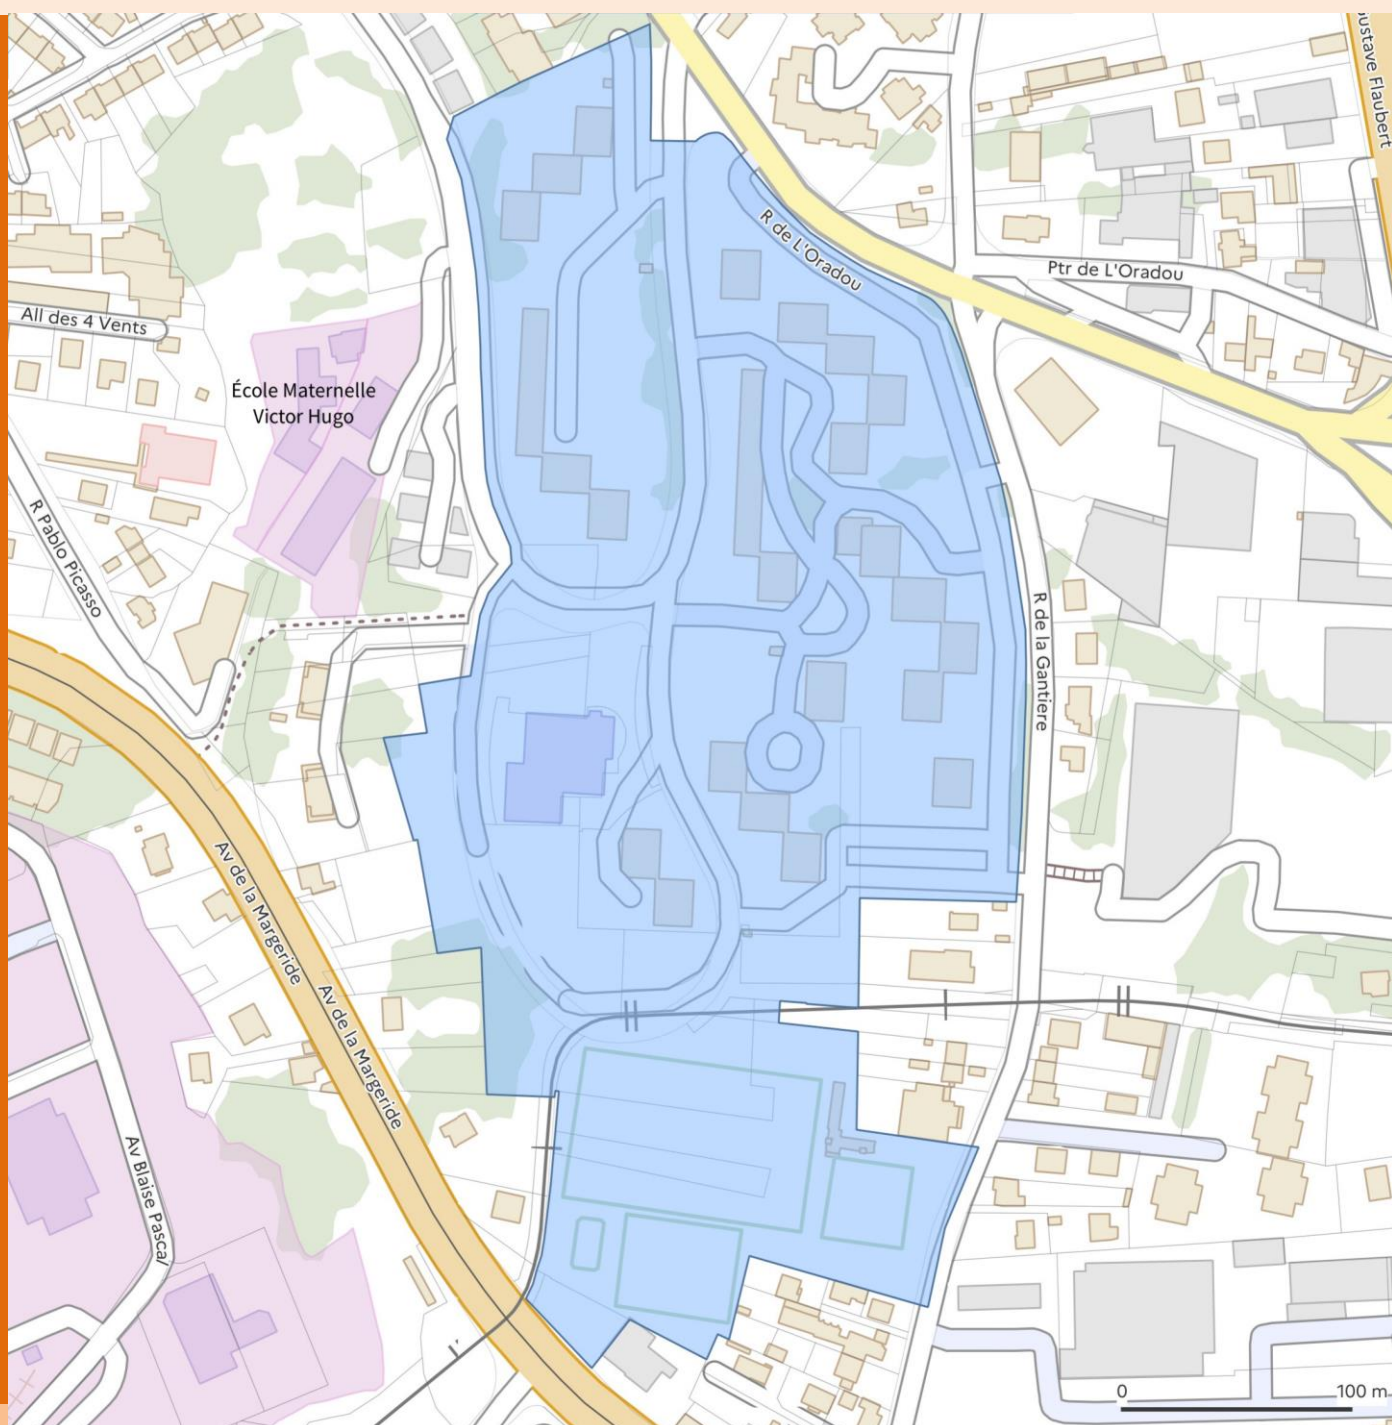 Gustave Flaubert
R de L'Oradou
Ptr de L'Oradou
All des 4 Vents
École Maternelle
Victor Hugo
R Pablo Picasso
R de la Gantiere
Av de la Margeride
Av de la Margeride
Av Blaise Pascal
0
100 m